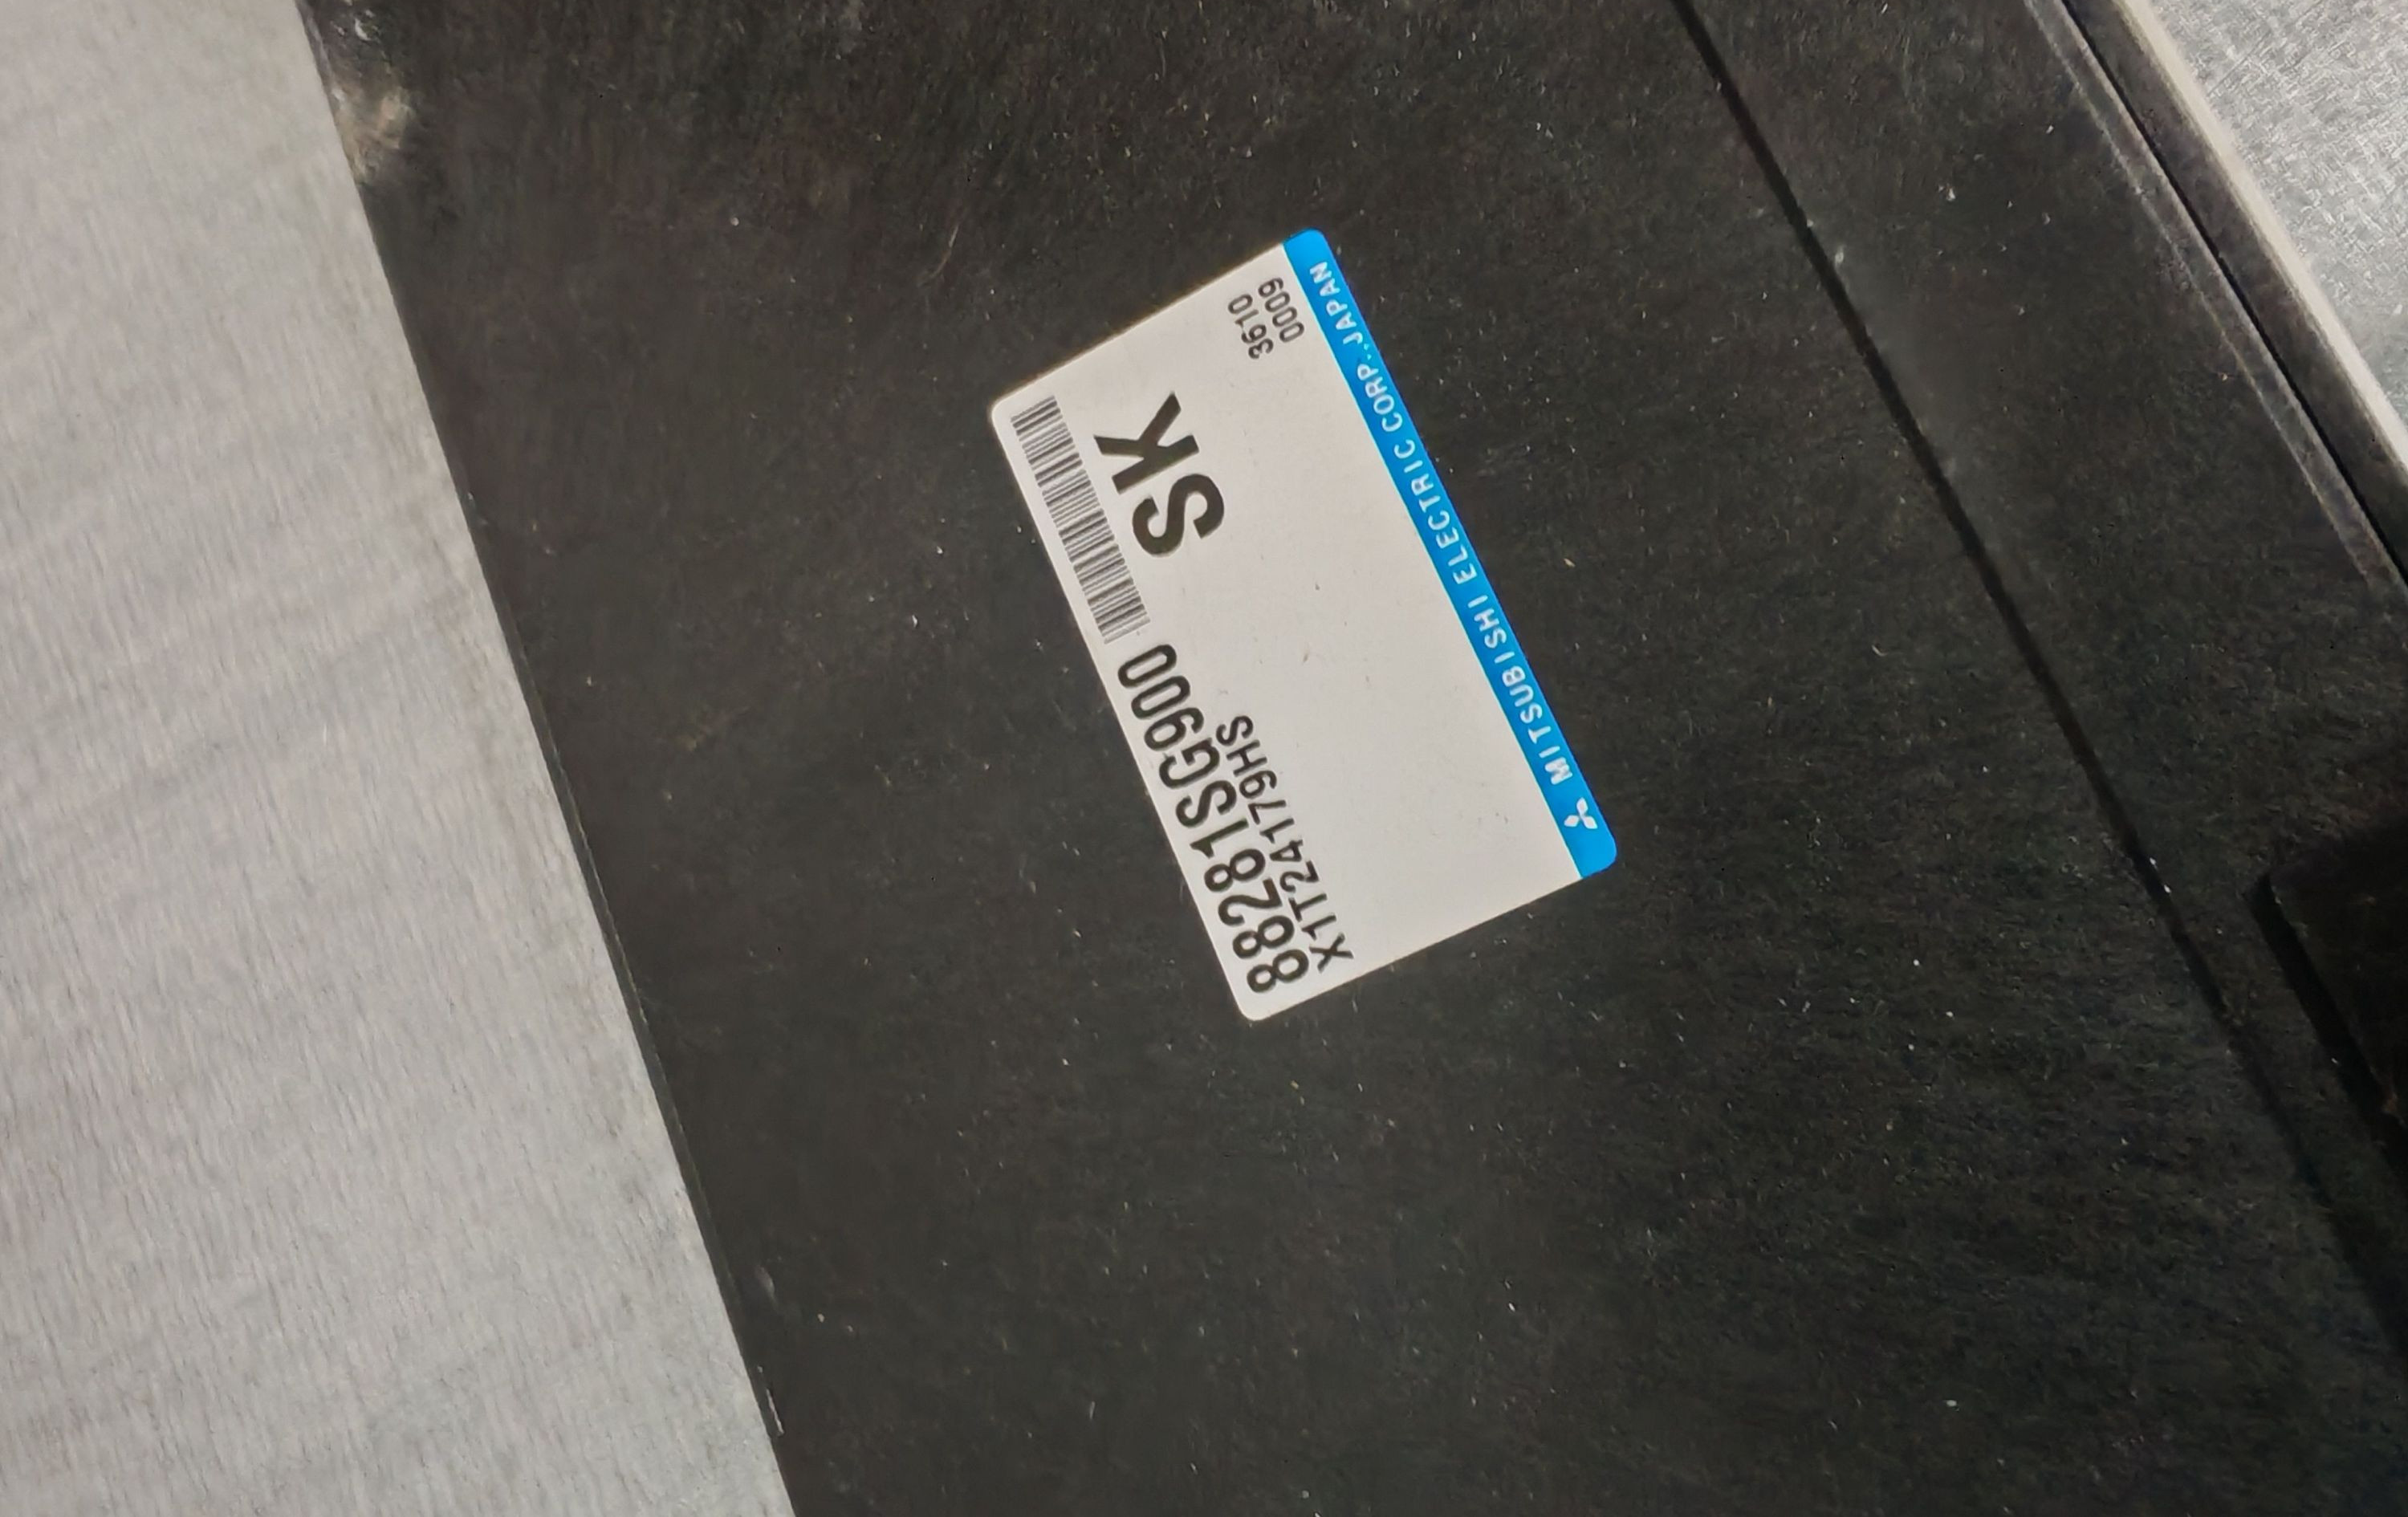 88281SG900
X1T24179HS
SK
3610
0009
MITSUBISHI ELECTRIC CORP.,JAPAN